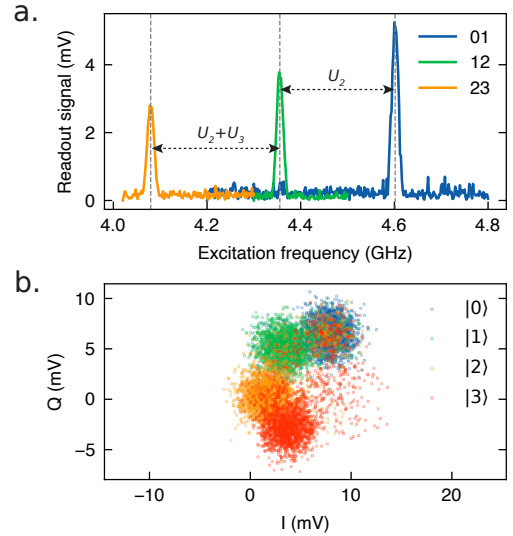 a.
Readout signal (mV)
0
2
4
01
12
23
U2
U2+U3
4.0
4.2
4.4
4.6
4.8
Excitation frequency (GHz)
b.
Q (mV)
10
5
0
−5
|0⟩
|1⟩
|2⟩
|3⟩
−10
0
10
20
I (mV)